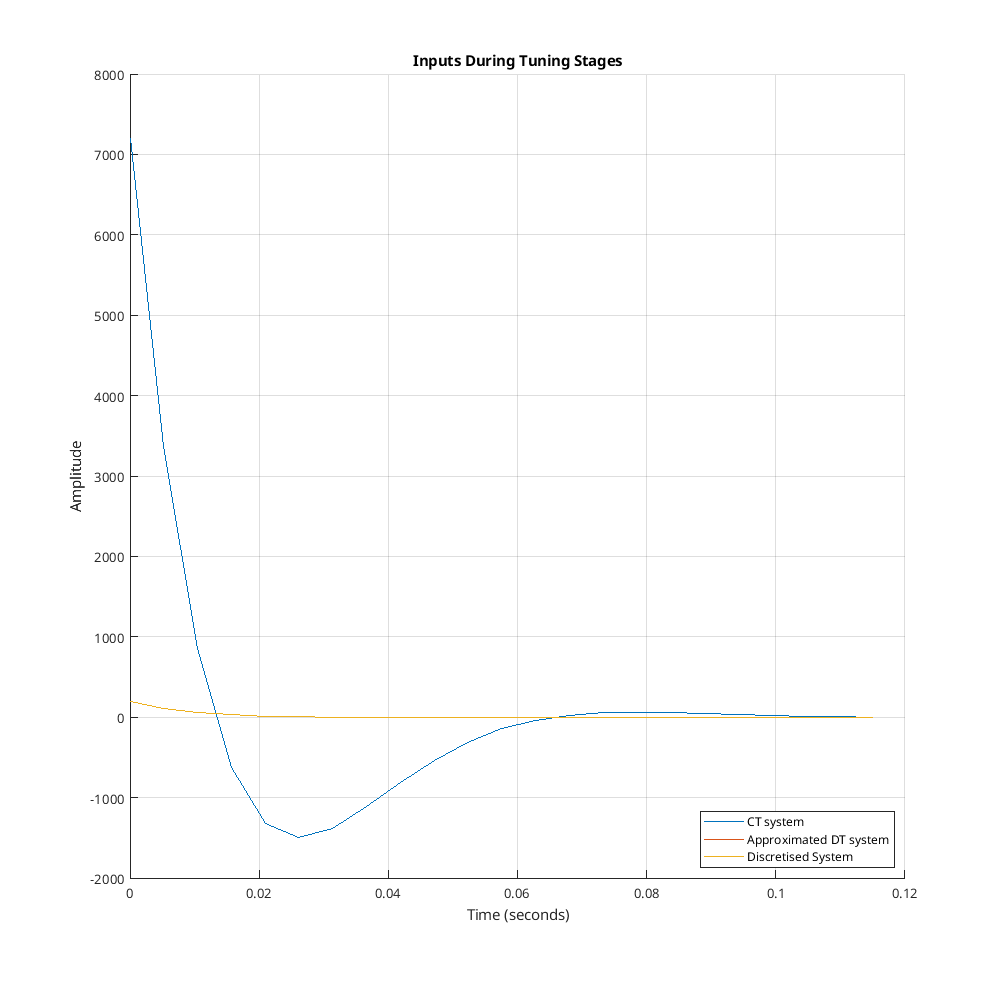 Inputs During Tuning Stages
8000
7000
6000
5000
4000
3000
2000
1000
0
-1000
-2000
Amplitude
0 0.02 0.04 0.06 0.08 0.1 0.12
Time (seconds)
CT system
Approximated DT system
Discretised System